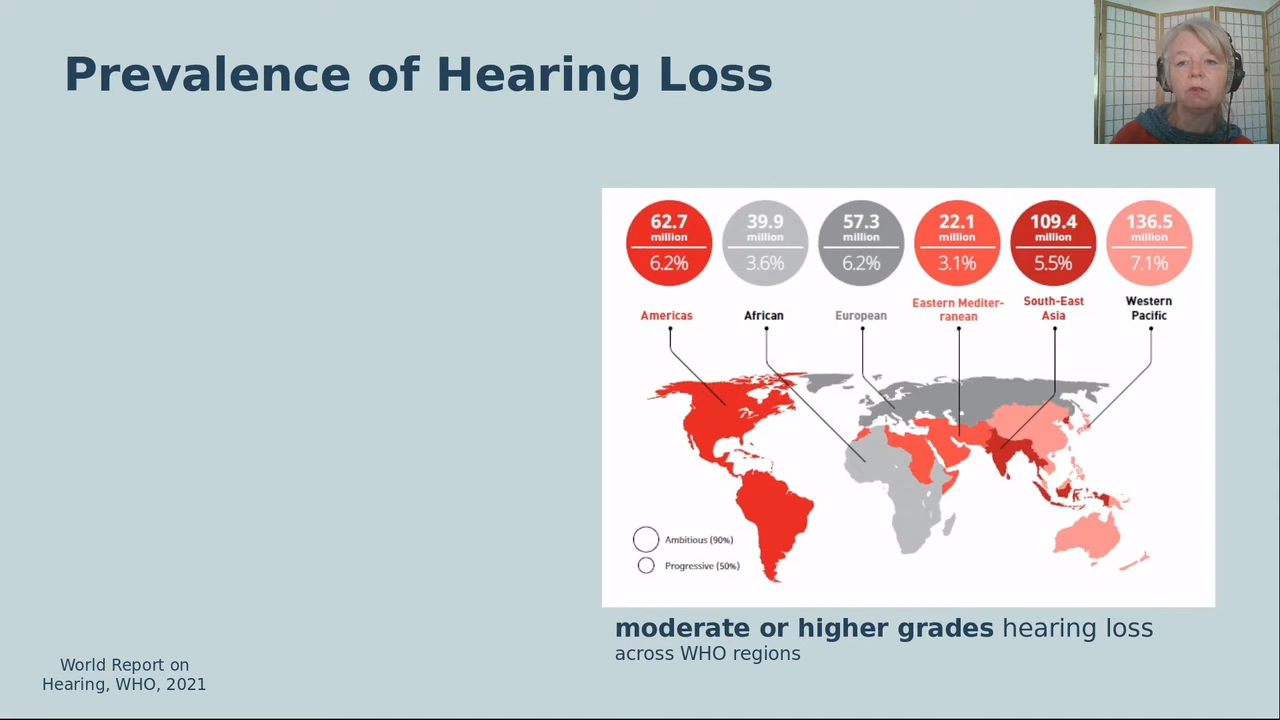 Prevalence of Hearing Loss
62.7
million
6.2%
39.9
million
3.6%
57.3
million
6.2%
22.1
million
3.1%
109.4
million
5.5%
136.5
million
7.1%
Americas
African
European
Eastern Mediter-
ranean
South-East
Asia
Western
Pacific
Ambitious (90%)
Progressive (50%)
moderate or higher grades hearing loss
across WHO regions
World Report on
Hearing, WHO, 2021